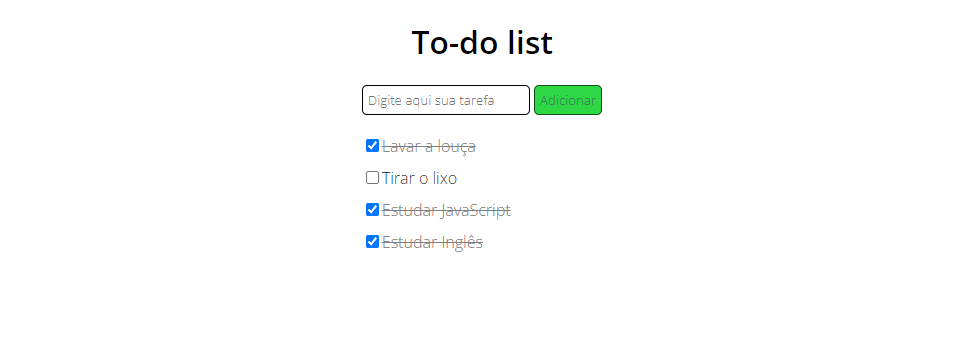 To-do list
Digite aqui sua tarefa Adicionar
Lavar a louça
Tirar o lixo
Estudar JavaScript
Estudar Inglês